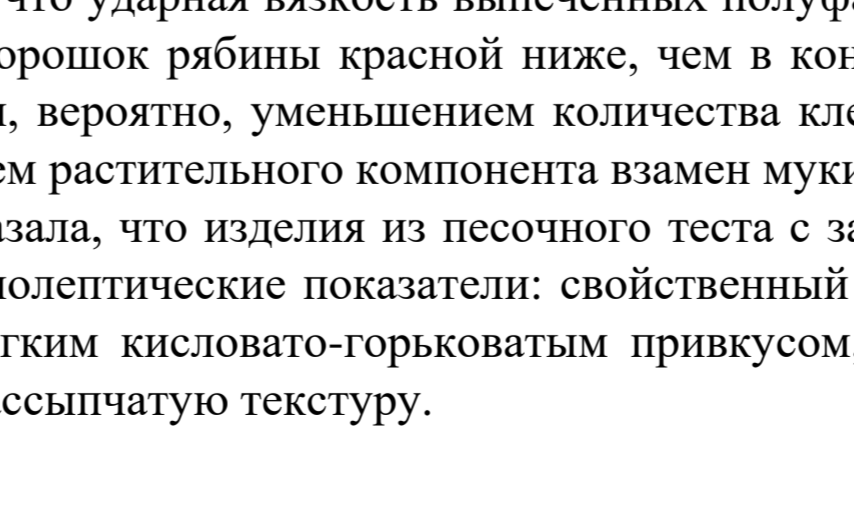 что ударная вязкость выпеченных полуфа
орошок рябины красной ниже, чем в кон
, вероятно, уменьшением количества кле
ем растительного компонента взамен муки
азала, что изделия из песочного теста с за
нолептические показатели: свойственный
гким кисловато-горьковатым привкусом,
ссыпчатую текстуру.